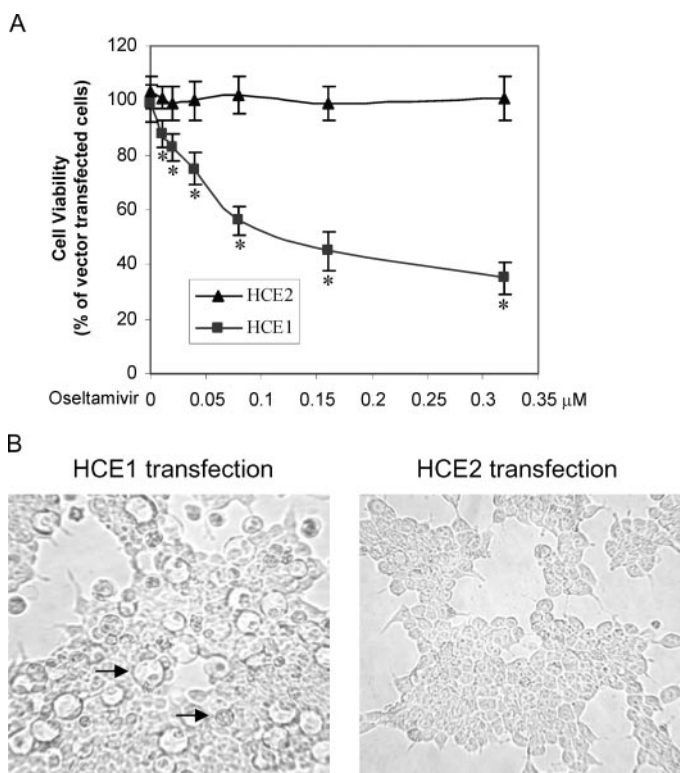 A
Cell Viability
(% of vector transfected cells)
120
100
80
60
40
20
0
*
*
*
*
*
*
HCE2
HCE1
Oseltamivir 0 0.05 0.1 0.15 0.2 0.25 0.3 0.35 μM
B
HCE1 transfection HCE2 transfection